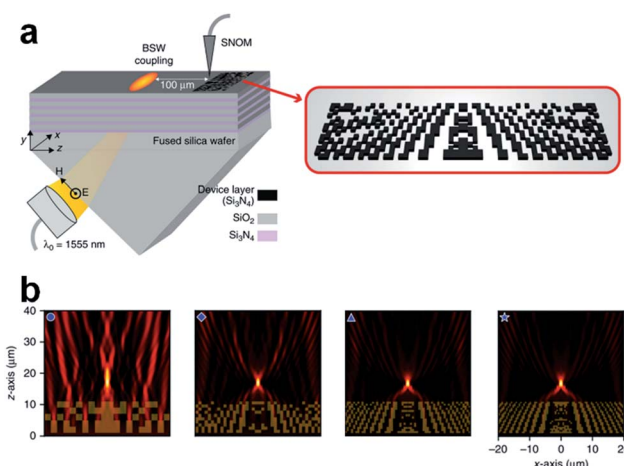 a
SNOM
BSW
coupling
100 μm
y
x
z
Fused silica wafer
H
E
Device layer
(Si₃N₄)
SiO₂
Si₃N₄
λ₀ = 1555 nm
b
z-axis (μm)
40
30
20
10
0
−20 −10 0 10 20
x-axis (μm)